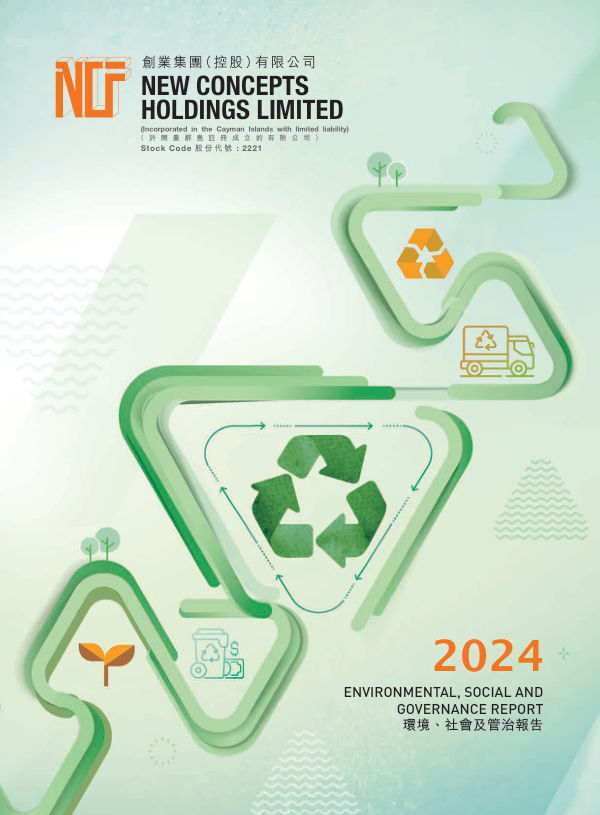 NCF
創業集團(控股)有限公司
NEW CONCEPTS
HOLDINGS LIMITED
(Incorporated in the Cayman Islands with limited liability)
(於開曼群島註冊成立的有限公司)
Stock Code 股份代號 : 2221
$
2024
ENVIRONMENTAL, SOCIAL AND
GOVERNANCE REPORT
環境、社會及管治報告